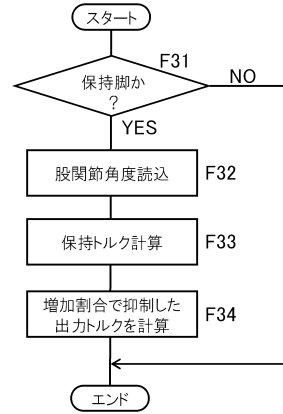 スタート
F31
保持脚か
?
NO
YES
股関節角度読込
F32
保持トルク計算
F33
増加割合で抑制した
出力トルクを計算
F34
エンド